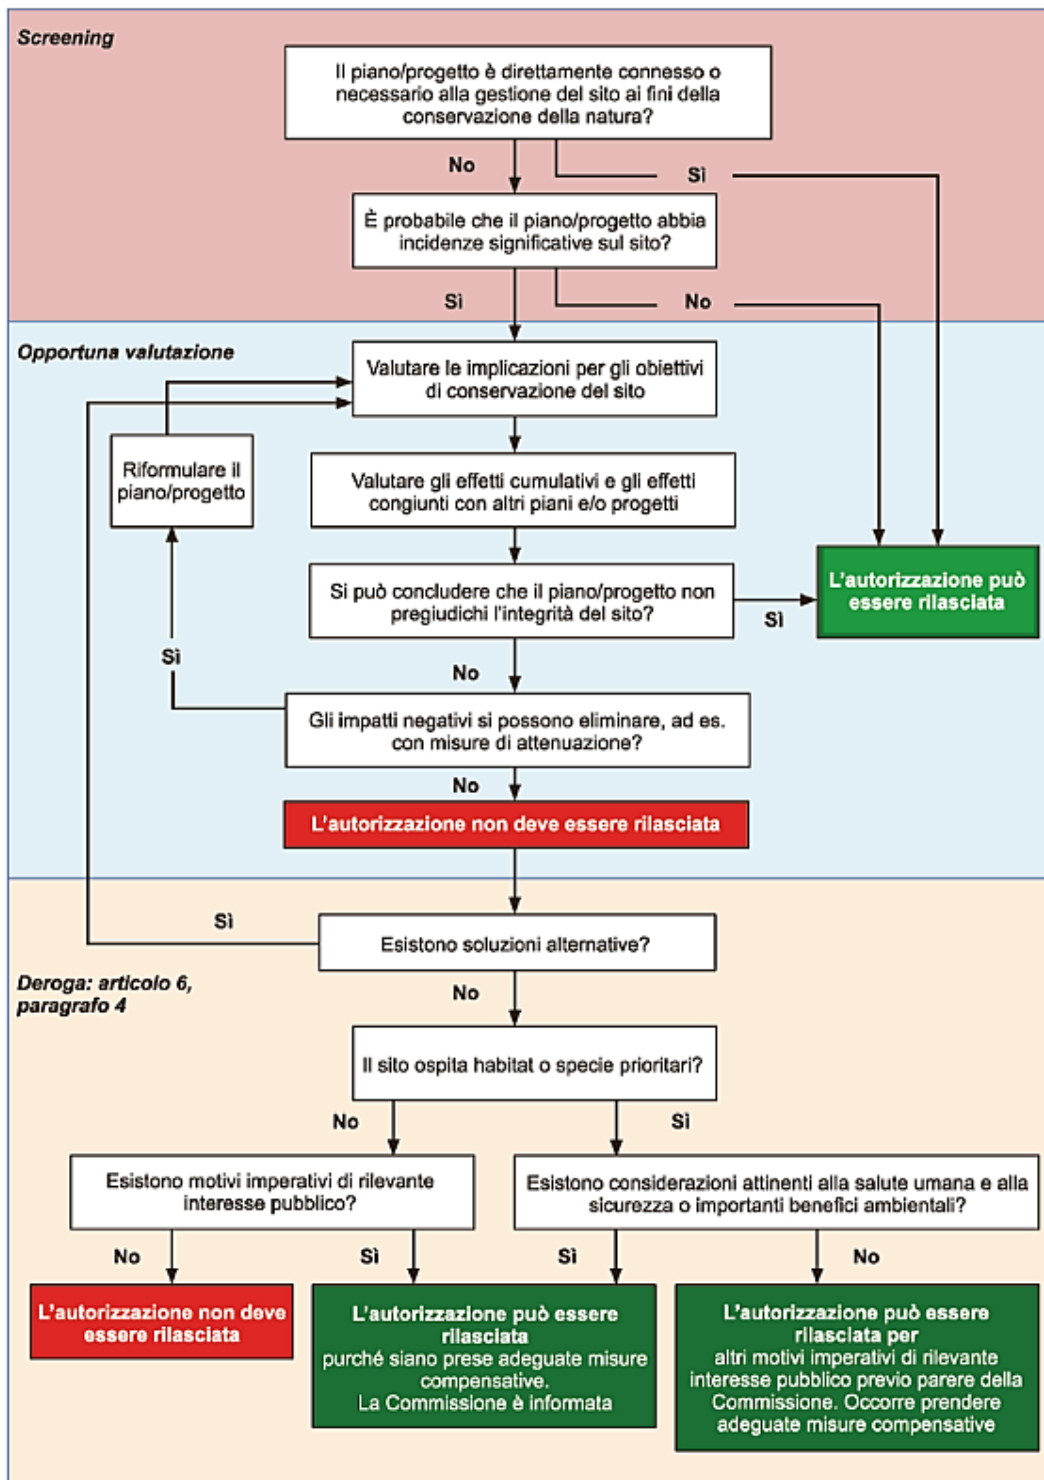 Screening
Il piano/progetto è direttamente connesso o
necessario alla gestione del sito ai fini della
conservazione della natura?
No
Sì
È probabile che il piano/progetto abbia
incidenze significative sul sito?
Sì
No
Opportuna valutazione
Valutare le implicazioni per gli obiettivi
di conservazione del sito
Riformulare il
piano/progetto
Valutare gli effetti cumulativi e gli effetti
congiunti con altri piani e/o progetti
Si può concludere che il piano/progetto non
pregiudichi l'integrità del sito?
Sì
L'autorizzazione può
essere rilasciata
Sì
No
Gli impatti negativi si possono eliminare, ad es.
con misure di attenuazione?
No
L'autorizzazione non deve essere rilasciata
Sì
Esistono soluzioni alternative?
Deroga: articolo 6,
paragrafo 4
No
Il sito ospita habitat o specie prioritari?
No
Sì
Esistono motivi imperativi di rilevante
interesse pubblico?
Esistono considerazioni attinenti alla salute umana e alla
sicurezza o importanti benefici ambientali?
No
Sì
Sì
No
L'autorizzazione non deve
essere rilasciata
L'autorizzazione può essere
rilasciata
purché siano prese adeguate misure
compensative.
La Commissione è informata
L'autorizzazione può essere
rilasciata per
altri motivi imperativi di rilevante
interesse pubblico previo parere della
Commissione. Occorre prendere
adeguate misure compensative